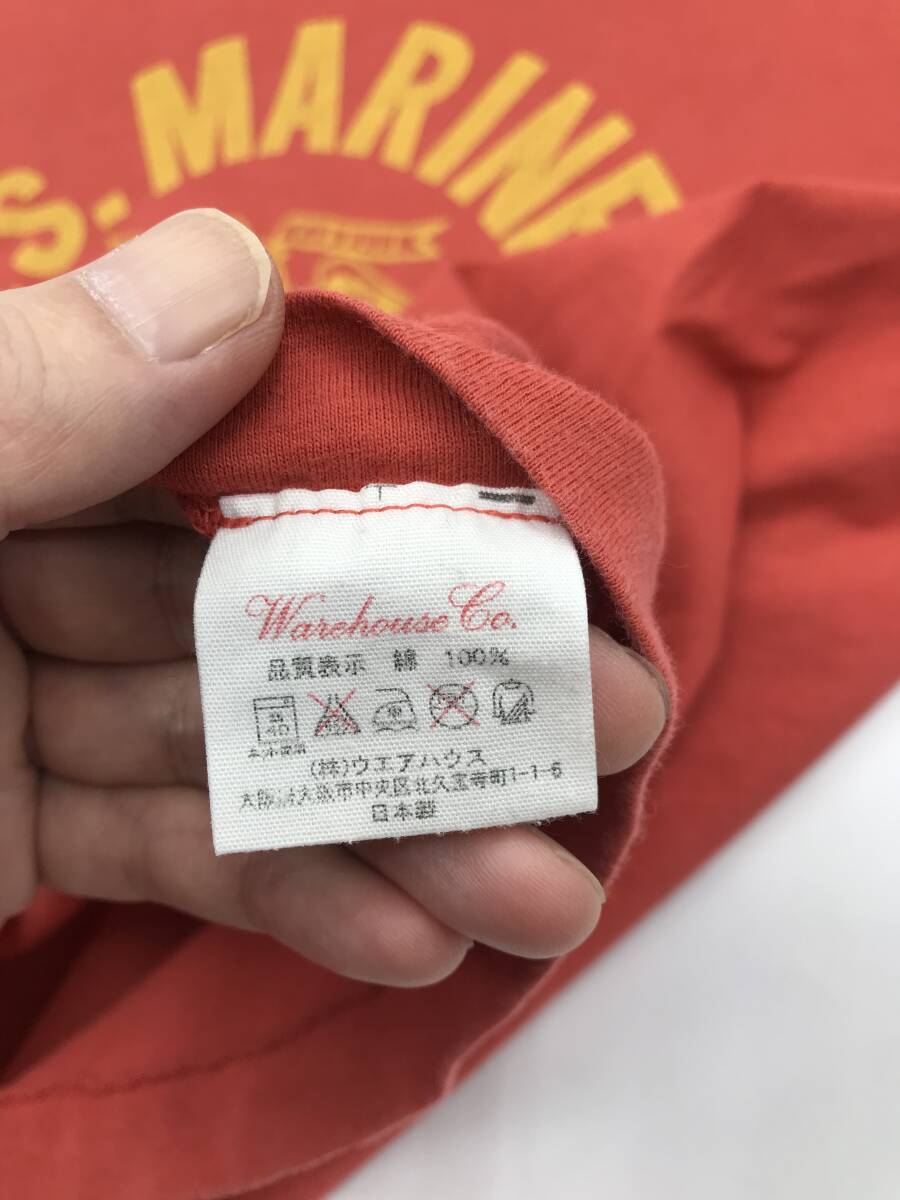 S. MARINE
Warehouse Co.
品質表示 綿 100%
40
(株)ウエアハウス
大阪府大阪市中央区北久宝寺町1-1-6
日本製